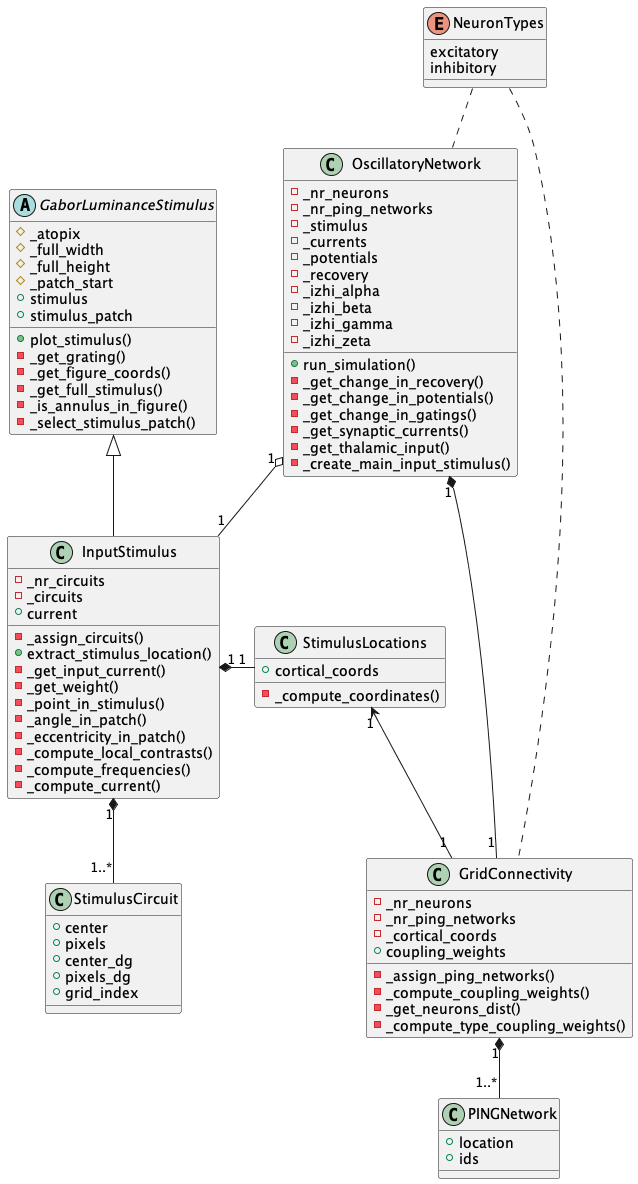 E NeuronTypes
excitatory
inhibitory
C OscillatoryNetwork
_nr_neurons
_nr_ping_networks
_stimulus
_currents
_potentials
_recovery
_izhi_alpha
_izhi_beta
_izhi_gamma
_izhi_zeta
run_simulation()
_get_change_in_recovery()
_get_change_in_potentials()
_get_change_in_gatings()
_get_synaptic_currents()
_get_thalamic_input()
_create_main_input_stimulus()
A GaborLuminanceStimulus
_atopix
_full_width
_full_height
_patch_start
stimulus
stimulus_patch
plot_stimulus()
_get_grating()
_get_figure_coords()
_get_full_stimulus()
_is_annulus_in_figure()
_select_stimulus_patch()
1
1
1
C InputStimulus
_nr_circuits
_circuits
current
_assign_circuits()
extract_stimulus_location()
_get_input_current()
_get_weight()
_point_in_stimulus()
_angle_in_patch()
_eccentricity_in_patch()
_compute_local_contrasts()
_compute_frequencies()
_compute_current()
1 1
C StimulusLocations
cortical_coords
_compute_coordinates()
1
1
1
1
1..*
C StimulusCircuit
center
pixels
center_dg
pixels_dg
grid_index
C GridConnectivity
_nr_neurons
_nr_ping_networks
_cortical_coords
coupling_weights
_assign_ping_networks()
_compute_coupling_weights()
_get_neurons_dist()
_compute_type_coupling_weights()
1
1..*
C PINGNetwork
location
ids